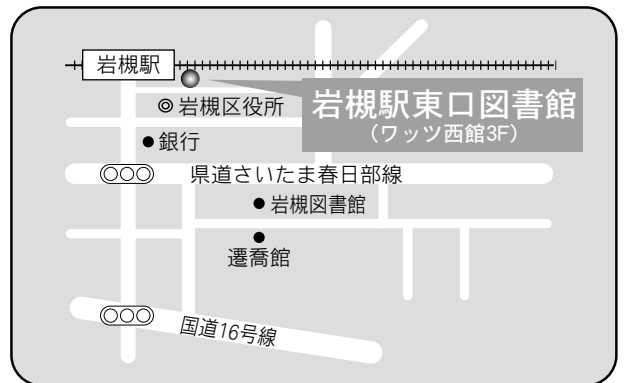 岩槻駅
岩槻駅東口図書館
（ワッツ西館3F）
◎岩槻区役所
●銀行
県道さいたま春日部線
●岩槻図書館
●
遷喬館
国道16号線